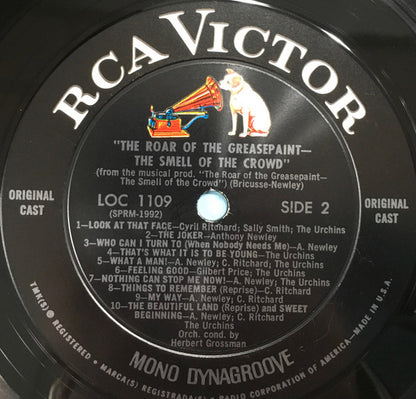 RCA VICTOR
"THE ROAR OF THE GREASEPAINT—
THE SMELL OF THE CROWD"
(from the musical prod. "The Roar of the Greasepaint—
The Smell of the Crowd") (Bricusse-Newley)
ORIGINAL
CAST
LOC 1109
(SPRM-1992)
SIDE 2
ORIGINAL
CAST
1—LOOK AT THAT FACE—Cyril Ritchard; Sally Smith; The Urchins
2—THE JOKER—Anthony Newley
3—WHO CAN I TURN TO (When Nobody Needs Me)—A. Newley
4—THAT'S WHAT IT IS TO BE YOUNG—The Urchins
5—WHAT A MAN!—A. Newley; C. Ritchard; The Urchins
6—FEELING GOOD—Gilbert Price; The Urchins
7—NOTHING CAN STOP ME NOW!—A. Newley; The Urchins
8—THINGS TO REMEMBER (Reprise)—C. Ritchard
9—MY WAY—A. Newley; C. Ritchard
10—THE BEAUTIFUL LAND (Reprise) and SWEET
BEGINNING—A. Newley; C. Ritchard
The Urchins
Orch. cond. by
Herbert Grossman
MONO DYNAGROOVE
TMK(S) ® REGISTERED • MARCA(S) REGISTRADA(S) • RADIO CORPORATION OF AMERICA—MADE IN U.S.A.